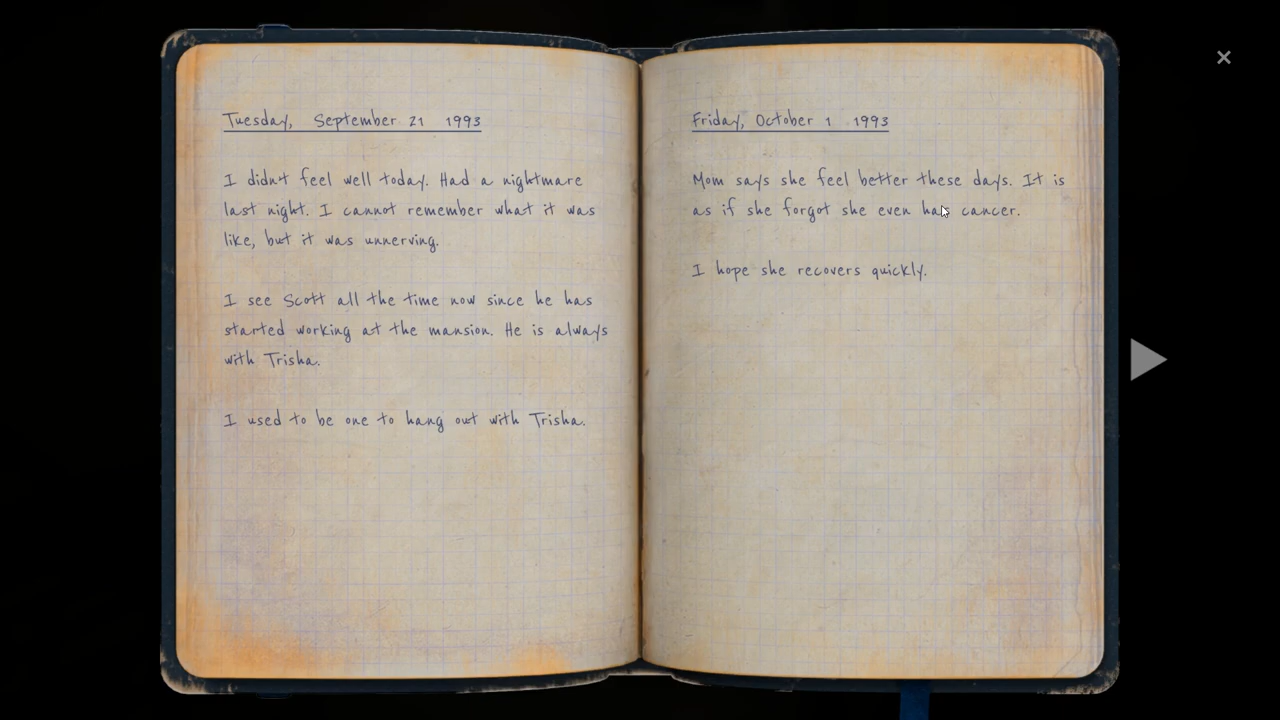 Tuesday, September 21 1993
I didn't feel well today. Had a nightmare
last night. I cannot remember what it was
like, but it was unnerving.
I see Scott all the time now since he has
started working at the mansion. He is always
with Trisha.
I used to be one to hang out with Trisha.
Friday, October 1 1993
Mom says she feel better these days. It is
as if she forgot she even has cancer.
I hope she recovers quickly.